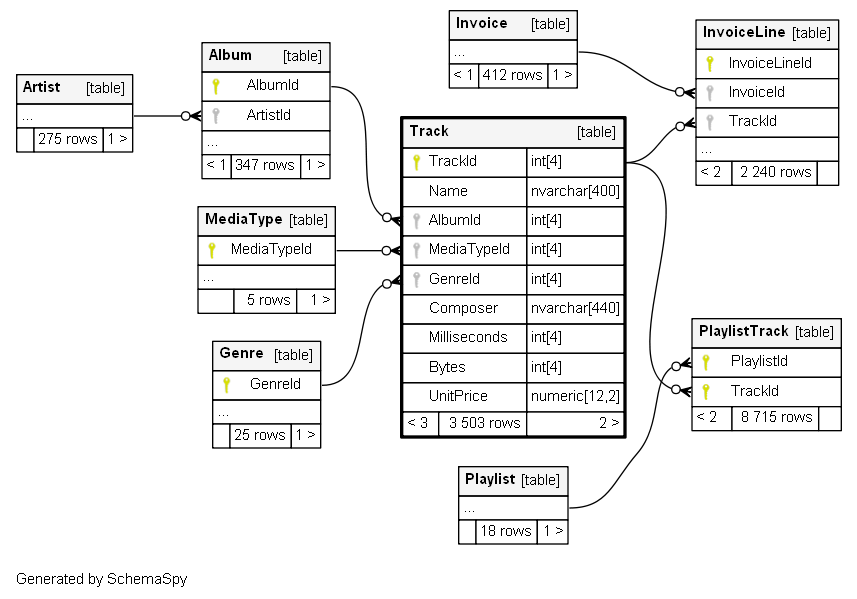 Invoice [table]
...
< 1 412 rows 1 >
InvoiceLine [table]
InvoiceLineId
InvoiceId
TrackId
...
< 2 2 240 rows
Album [table]
AlbumId
ArtistId
...
< 1 347 rows 1 >
Artist [table]
...
275 rows 1 >
Track [table]
TrackId int[4]
Name nvarchar[400]
AlbumId int[4]
MediaTypeId int[4]
GenreId int[4]
Composer nvarchar[440]
Milliseconds int[4]
Bytes int[4]
UnitPrice numeric[12,2]
< 3 3 503 rows 2 >
MediaType [table]
MediaTypeId
...
5 rows 1 >
Genre [table]
GenreId
...
25 rows 1 >
PlaylistTrack [table]
PlaylistId
TrackId
< 2 8 715 rows
Playlist [table]
...
18 rows 1 >
Generated by SchemaSpy